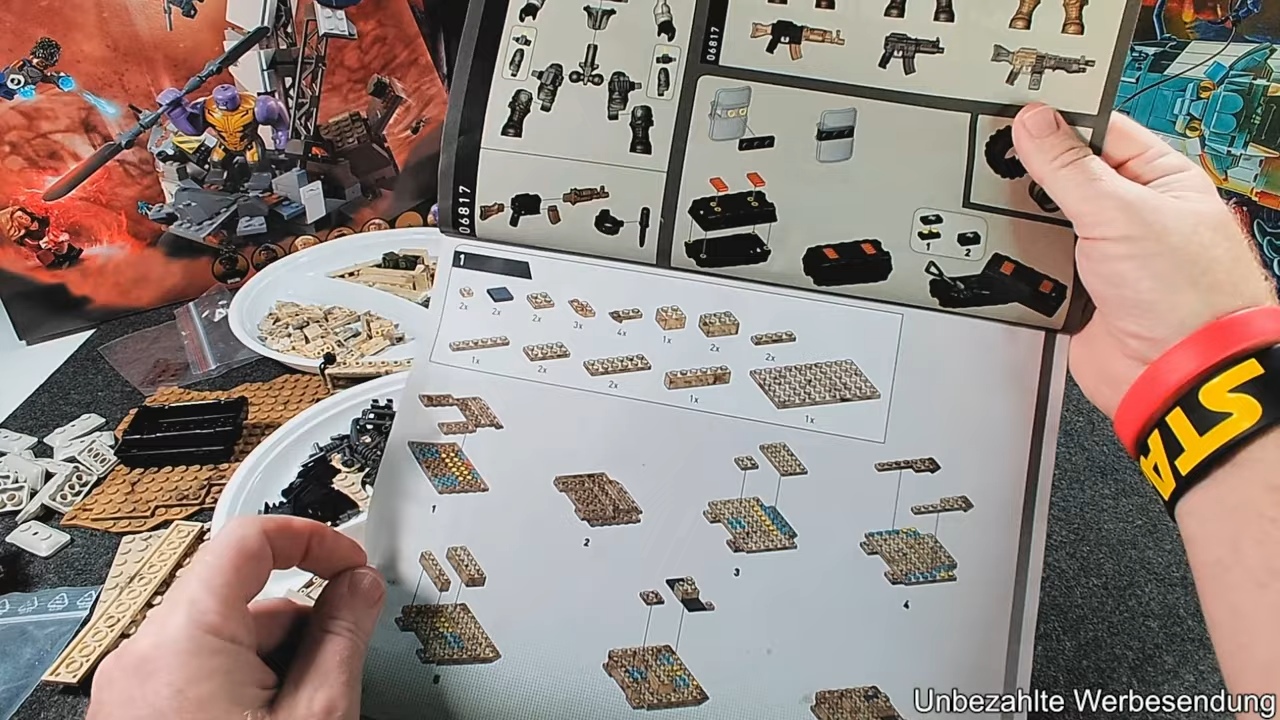 06817
06817
1
2
1
2x
2x
2x
3x
4x
1x
2x
2x
1x
2x
2x
1x
1x
1
2
3
4
STA
Unbezahlte Werbesendung